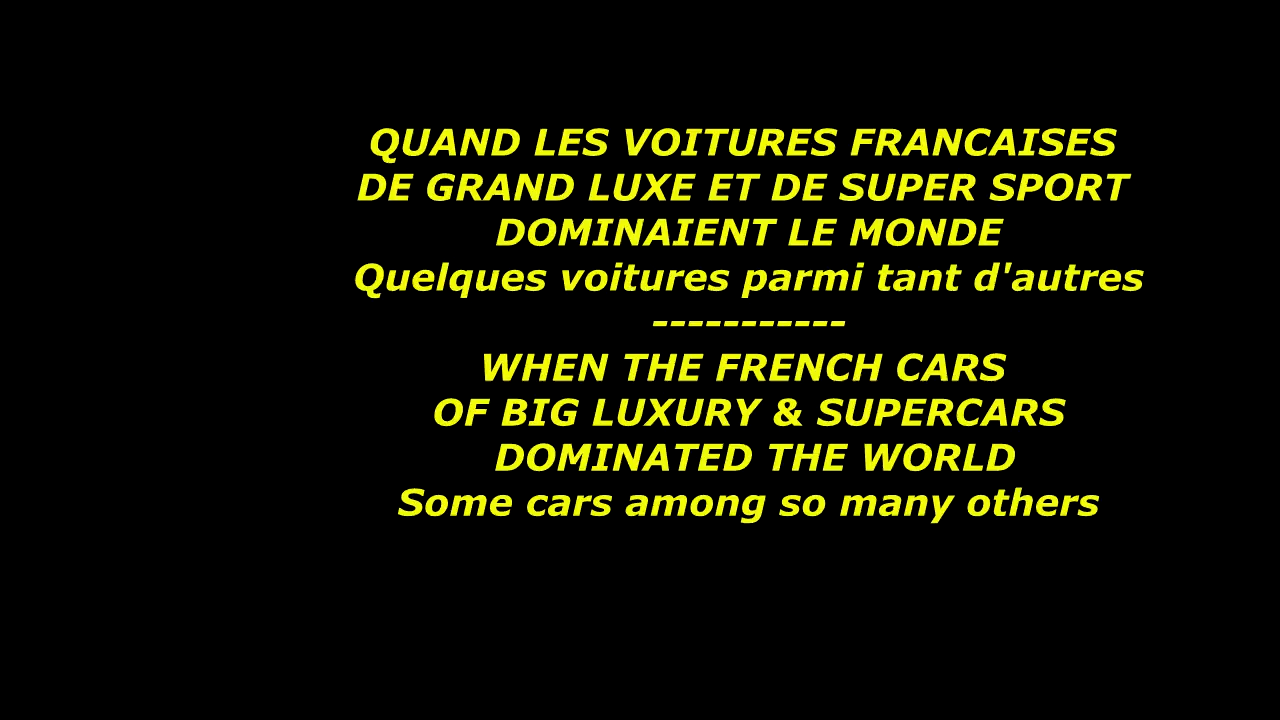 QUAND LES VOITURES FRANCAISES
DE GRAND LUXE ET DE SUPER SPORT
DOMINAIENT LE MONDE
Quelques voitures parmi tant d'autres
-----------
WHEN THE FRENCH CARS
OF BIG LUXURY & SUPERCARS
DOMINATED THE WORLD
Some cars among so many others